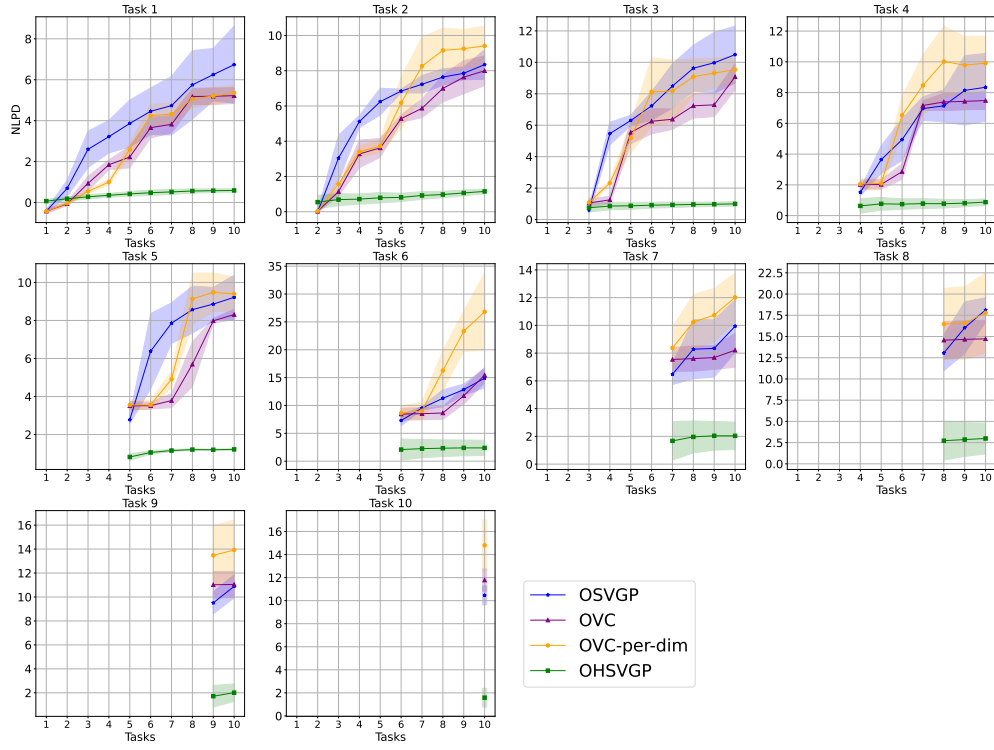 Task 1
Task 2
Task 3
Task 4
NLPD
8
6
4
2
0
1 2 3 4 5 6 7 8 9 10
Tasks
10
8
6
4
2
0
1 2 3 4 5 6 7 8 9 10
Tasks
12
10
8
6
4
2
0
1 2 3 4 5 6 7 8 9 10
Tasks
12
10
8
6
4
2
0
1 2 3 4 5 6 7 8 9 10
Tasks
Task 5
Task 6
Task 7
Task 8
10
8
6
4
2
1 2 3 4 5 6 7 8 9 10
Tasks
35
30
25
20
15
10
5
0
1 2 3 4 5 6 7 8 9 10
Tasks
14
12
10
8
6
4
2
0
1 2 3 4 5 6 7 8 9 10
Tasks
22.5
20.0
17.5
15.0
12.5
10.0
7.5
5.0
2.5
0.0
1 2 3 4 5 6 7 8 9 10
Tasks
Task 9
Task 10
16
14
12
10
8
6
4
2
1 2 3 4 5 6 7 8 9 10
Tasks
16
14
12
10
8
6
4
2
0
1 2 3 4 5 6 7 8 9 10
Tasks
OSVGP
OVC
OVC-per-dim
OHSVGP